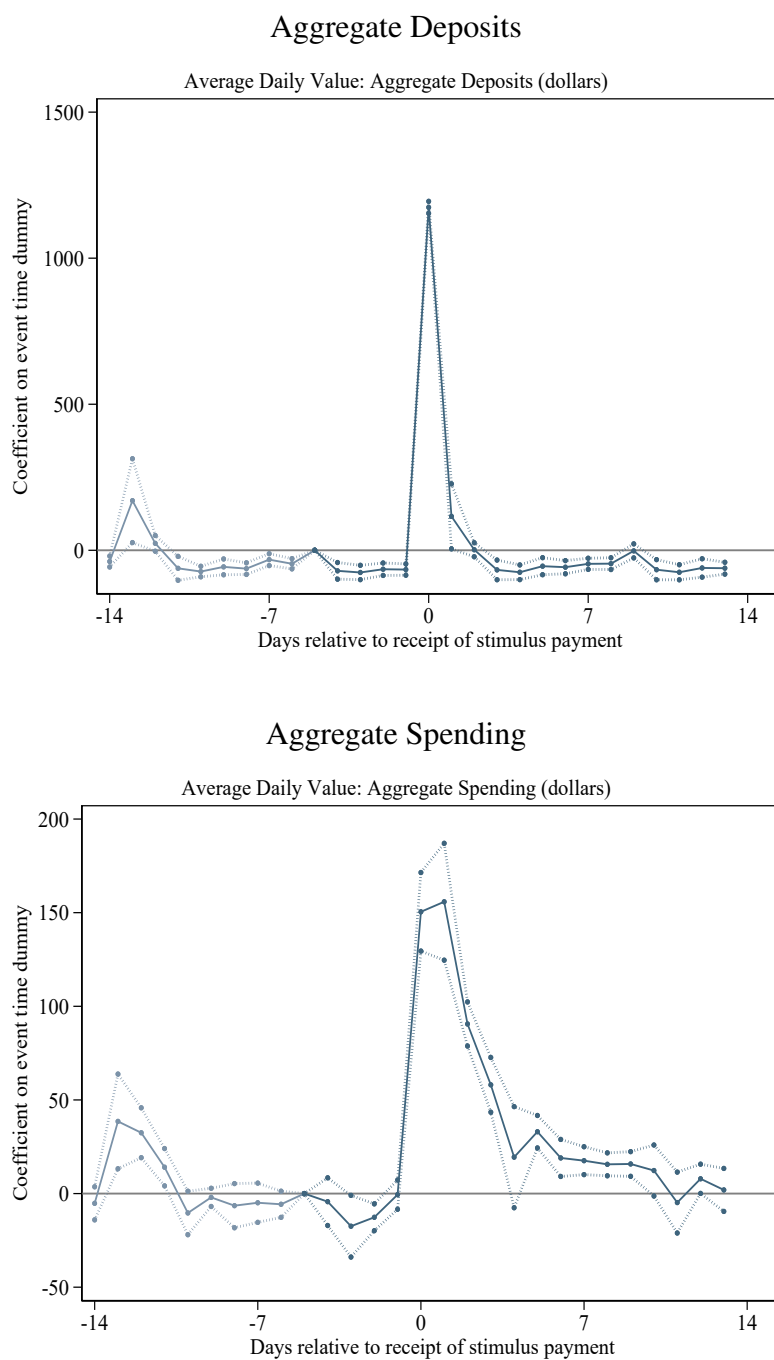 Aggregate Deposits
Average Daily Value: Aggregate Deposits (dollars)
Coefficient on event time dummy
1500
1000
500
0
-14 -7 0 7 14
Days relative to receipt of stimulus payment
Aggregate Spending
Average Daily Value: Aggregate Spending (dollars)
Coefficient on event time dummy
200
150
100
50
0
-50
-14 -7 0 7 14
Days relative to receipt of stimulus payment